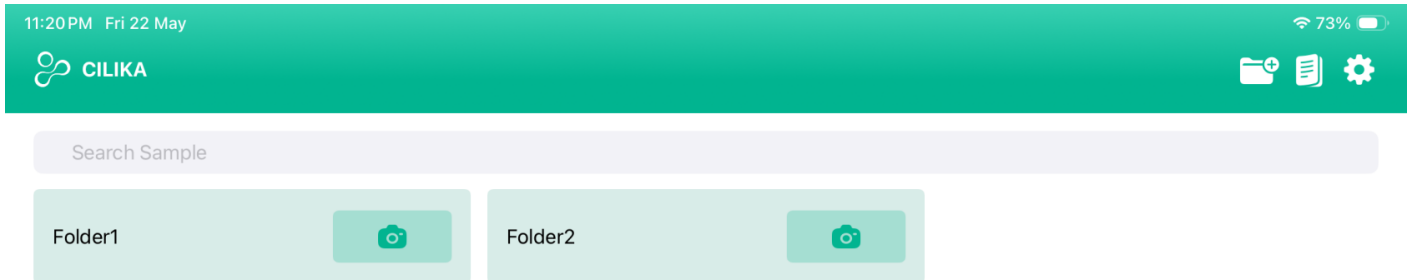 11:20 PM Fri 22 May
73%
CILIKA
Search Sample
Folder1
Folder2